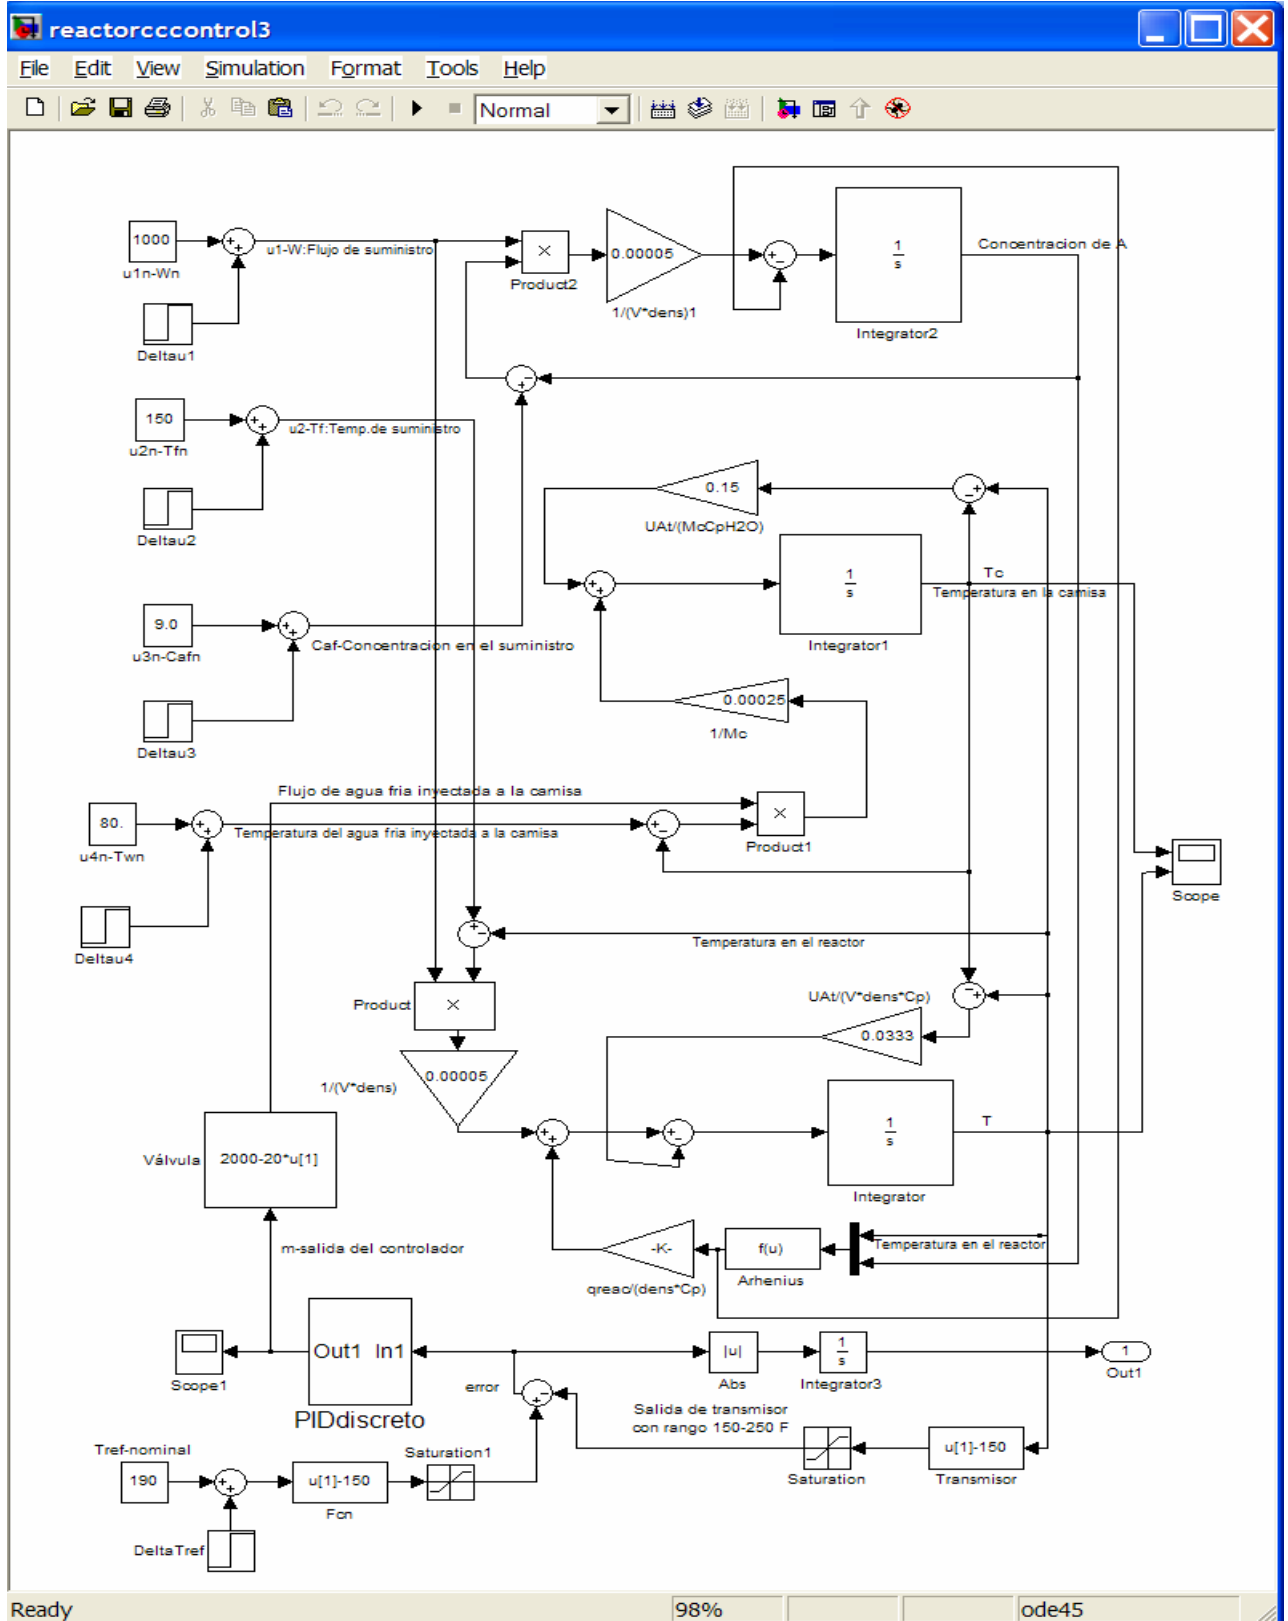 reactorcccontrol3
File Edit View Simulation Format Tools Help
Normal
1000
u1n-Wn
u1-W:Flujo de suministro
Deltau1
×
Product2
0.00005
1/(V*dens)1
1
s
Integrator2
Concentracion de A
150
u2n-Tfn
u2-Tf:Temp.de suministro
Deltau2
0.15
UAt/(McCpH2O)
1
s
Integrator1
Tc
Temperatura en la camisa
9.0
u3n-Cafn
Caf-Concentracion en el suministro
Deltau3
0.00025
1/Mc
Flujo de agua fria inyectada a la camisa
80.
u4n-Twn
Temperatura del agua fria inyectada a la camisa
×
Product1
Scope
Deltau4
Temperatura en el reactor
Product
×
UAt/(V*dens*Cp)
0.0333
0.00005
1/(V*dens)
1
s
Integrator
T
Válvula
2000-20*u[1]
m-salida del controlador
-K-
qreac/(dens*Cp)
f(u)
Arhenius
Temperatura en el reactor
Scope1
Out1 In1
PIDdiscreto
error
|u|
Abs
1
s
Integrator3
1
Out1
Salida de transmisor
con rango 150-250 F
Saturation
u[1]-150
Transmisor
Tref-nominal
190
u[1]-150
Fcn
Saturation1
DeltaTref
Ready 98% ode45